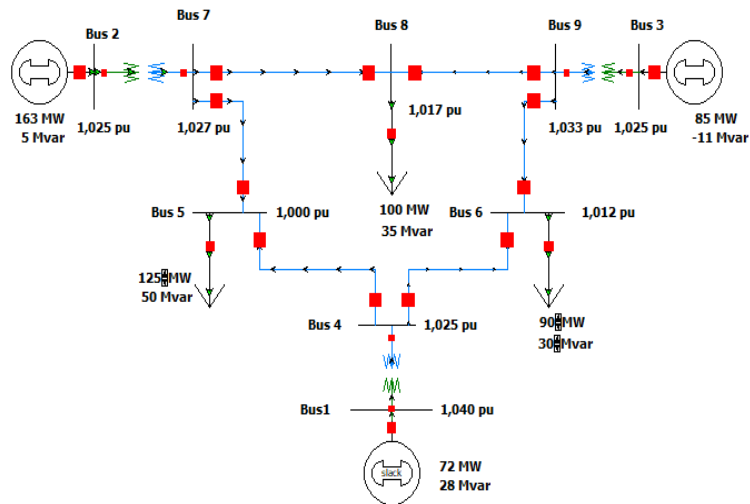 Bus 2
Bus 7
Bus 8
Bus 9
Bus 3
163 MW
5 Mvar
1,025 pu
1,027 pu
1,017 pu
1,033 pu
1,025 pu
85 MW
-11 Mvar
Bus 5
1,000 pu
100 MW
35 Mvar
Bus 6
1,012 pu
125 MW
50 Mvar
Bus 4
1,025 pu
90 MW
30 Mvar
Bus1
1,040 pu
slack
72 MW
28 Mvar